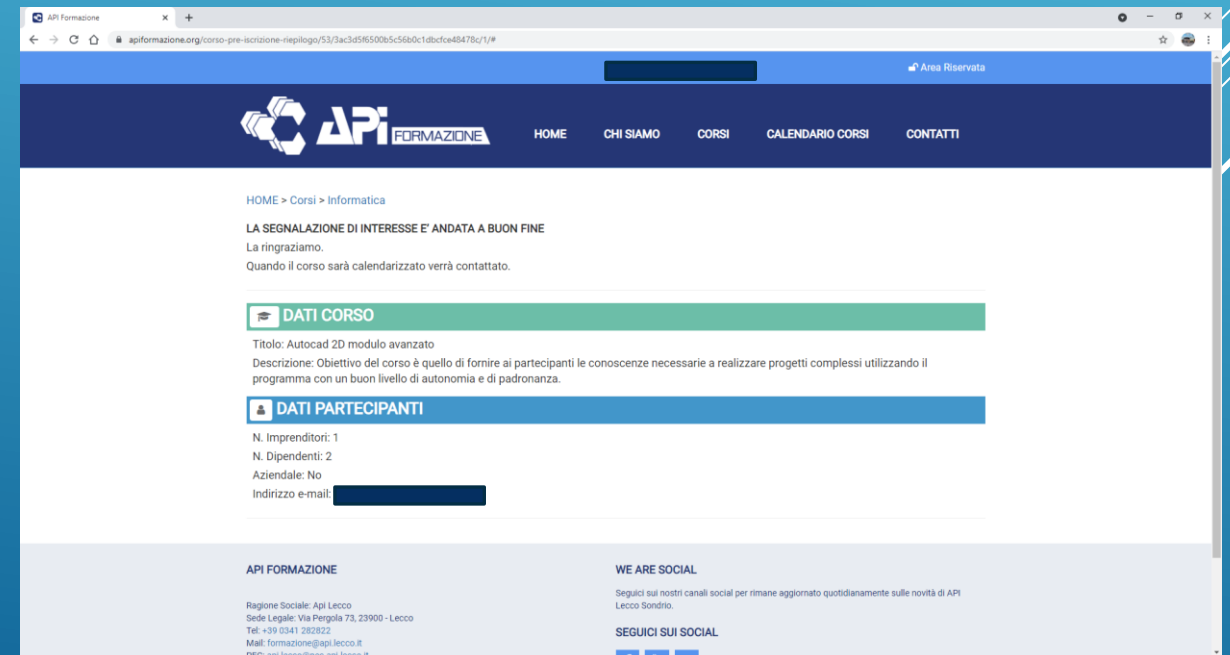 API Formazione
apiformazione.org/corso-pre-iscrizione-riepilogo/53/3ac3d5f6500b5c56b0c1dbcfce48478c/1/#
Area Riservata
APi FORMAZIONE
HOME CHI SIAMO CORSI CALENDARIO CORSI CONTATTI
HOME > Corsi > Informatica
LA SEGNALAZIONE DI INTERESSE E' ANDATA A BUON FINE
La ringraziamo.
Quando il corso sarà calendarizzato verrà contattato.
DATI CORSO
Titolo: Autocad 2D modulo avanzato
Descrizione: Obiettivo del corso è quello di fornire ai partecipanti le conoscenze necessarie a realizzare progetti complessi utilizzando il
programma con un buon livello di autonomia e di padronanza.
DATI PARTECIPANTI
N. Imprenditori: 1
N. Dipendenti: 2
Aziendale: No
Indirizzo e-mail:
API FORMAZIONE
Ragione Sociale: Api Lecco
Sede Legale: Via Pergola 73, 23900 - Lecco
Tel: +39 0341 282822
Mail: formazione@api.lecco.it
WE ARE SOCIAL
Seguici sui nostri canali social per rimane aggiornato quotidianamente sulle novità di API
Lecco Sondrio.
SEGUICI SUI SOCIAL